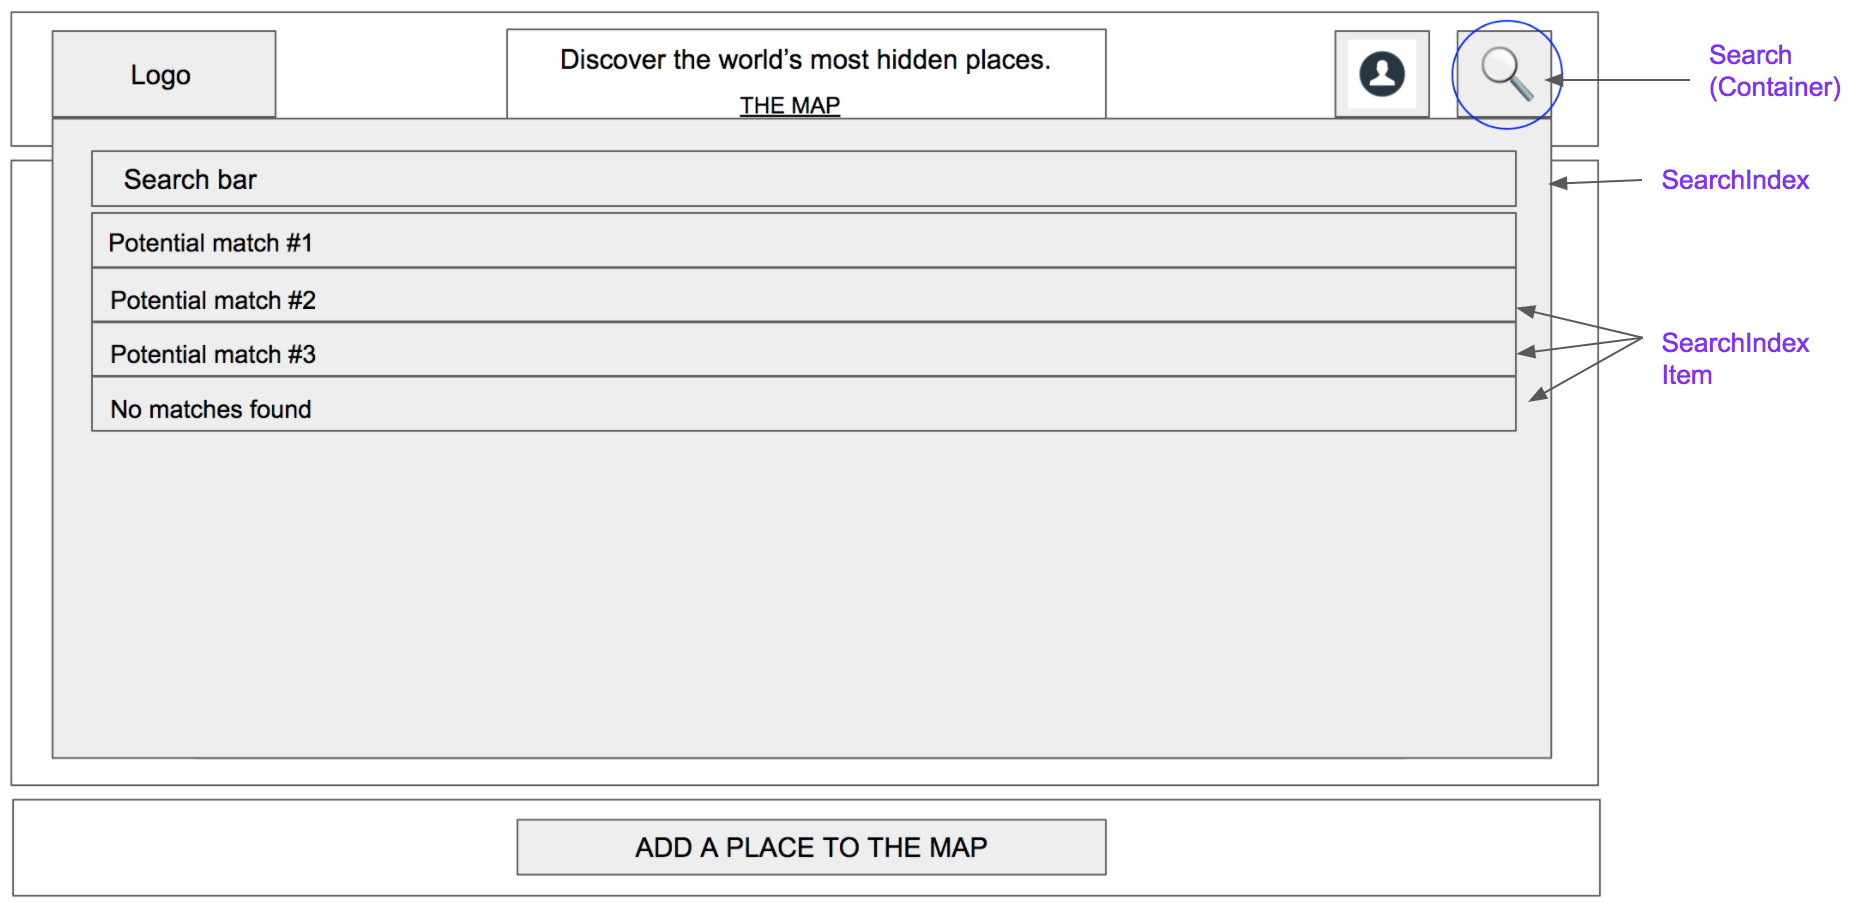 Logo
Discover the world’s most hidden places.
THE MAP
Search
(Container)
Search bar
SearchIndex
Potential match #1
Potential match #2
Potential match #3
SearchIndex
Item
No matches found
ADD A PLACE TO THE MAP